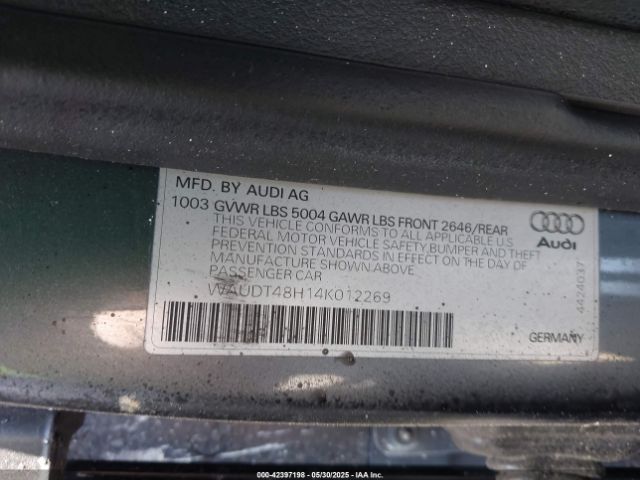 MFD. BY AUDI AG
1003 GVWR LBS 5004 GAWR LBS FRONT 2646/REAR
THIS VEHICLE CONFORMS TO ALL APPLICABLE U.S.
FEDERAL MOTOR VEHICLE SAFETY, BUMPER AND THEFT
PREVENTION STANDARDS IN EFFECT ON THE DAY OF
MANUFACTURE SHOWN ABOVE.
PASSENGER CAR
WAUDT48H14K012269
Audi
4424037
GERMANY
000-42397198 - 05/30/2025 - IAAI Inc.